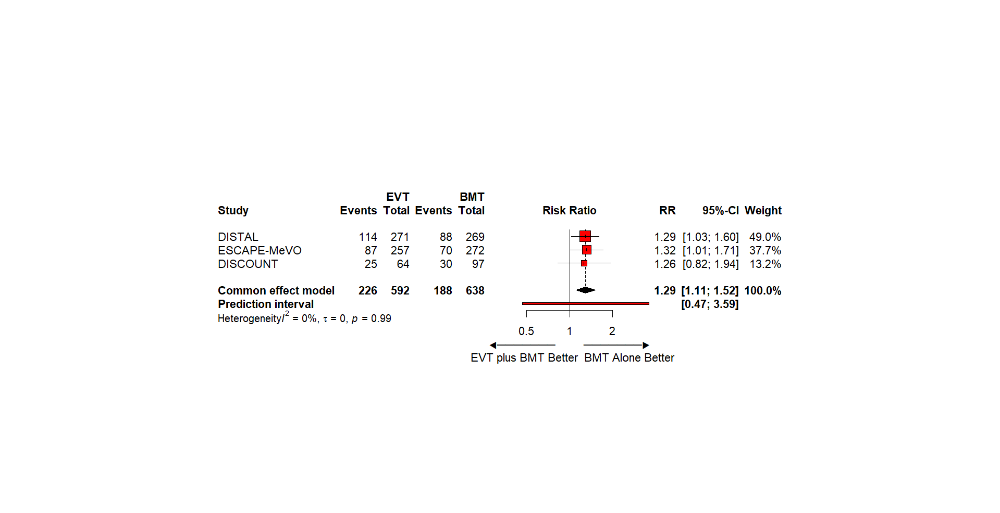 EVT BMT
Study Events Total Events Total Risk Ratio RR 95%-CI Weight
DISTAL 114 271 88 269 1.29 [1.03; 1.60] 49.0%
ESCAPE-MeVO 87 257 70 272 1.32 [1.01; 1.71] 37.7%
DISCOUNT 25 64 30 97 1.26 [0.82; 1.94] 13.2%
Common effect model 226 592 188 638 1.29 [1.11; 1.52] 100.0%
Prediction interval [0.47; 3.59]
HeterogeneityI² = 0%, τ = 0, p = 0.99
0.5 1 2
EVT plus BMT Better BMT Alone Better